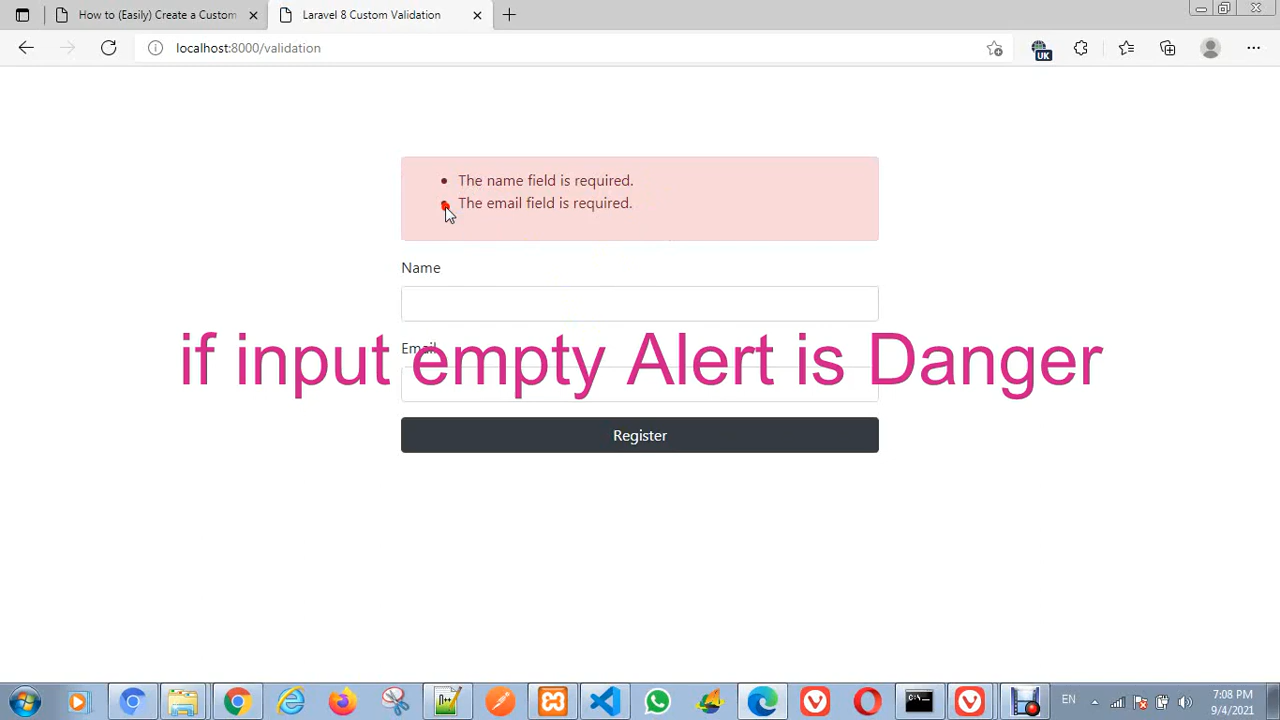 How to (Easily) Create a Custom
Laravel 8 Custom Validation
localhost:8000/validation
UK
The name field is required.
The email field is required.
Name
if input empty Alert is Danger
Email
Register
EN
7:08 PM
9/4/2021